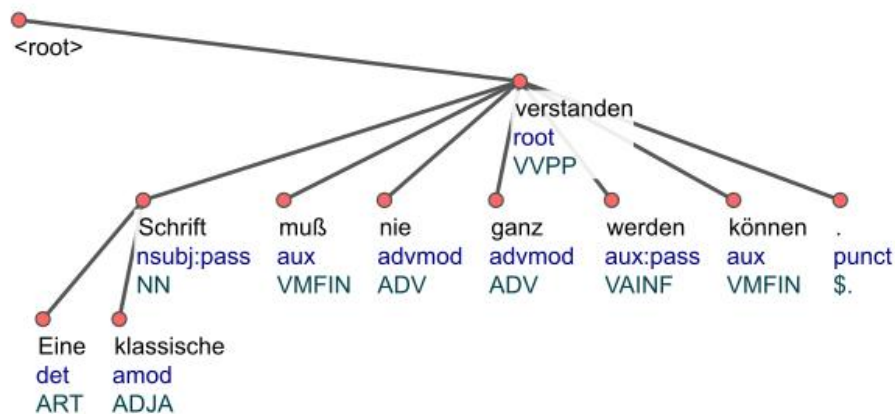 <root>
verstanden
root
VVPP
Schrift muß nie ganz werden können .
nsubj:pass aux advmod advmod aux:pass aux punct
NN VMFIN ADV ADV VAINF VMFIN $.
Eine klassische
det amod
ART ADJA